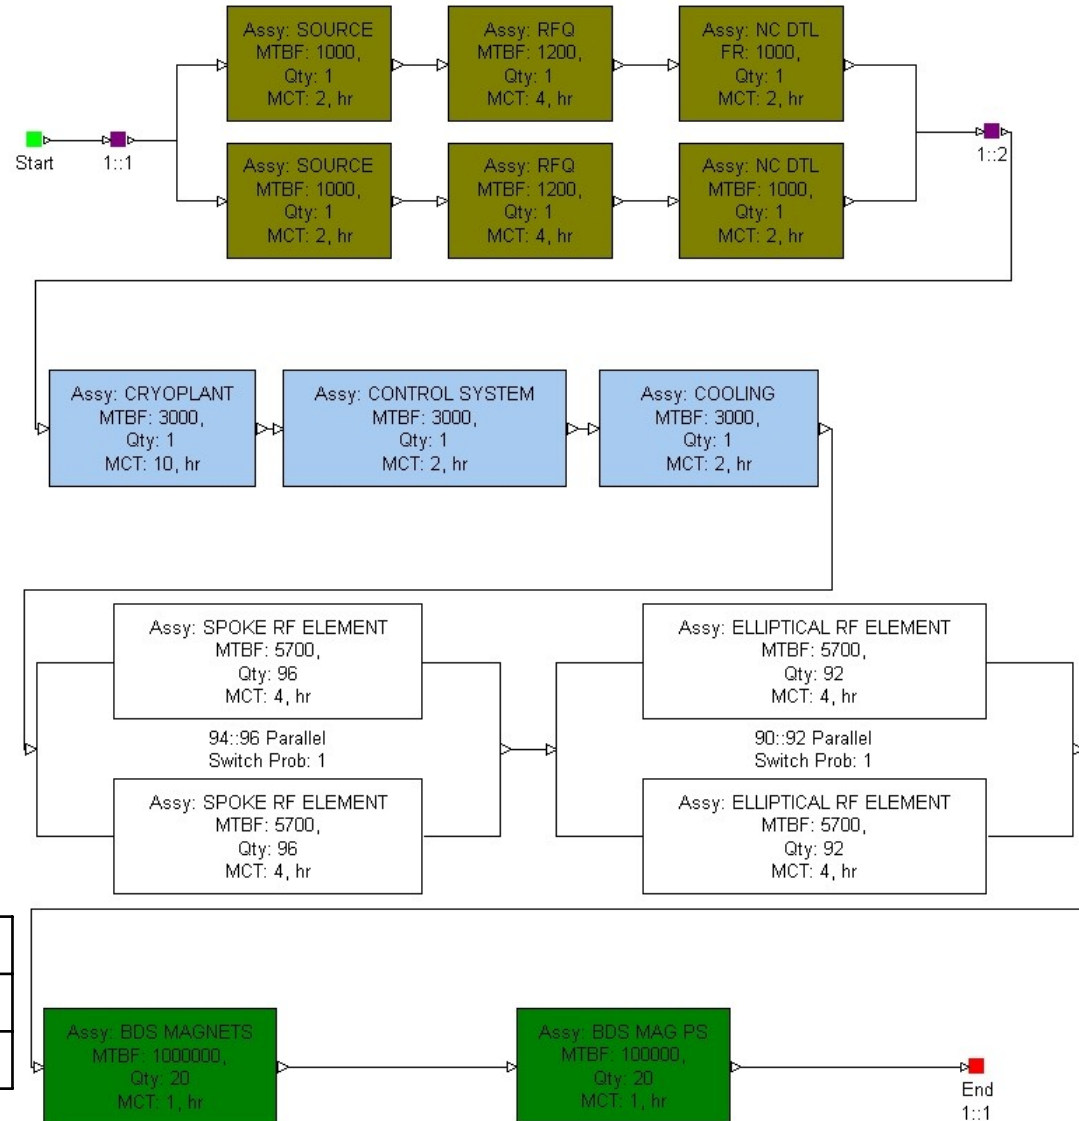 Assy: SOURCE
MTBF: 1000,
Qty: 1
MCT: 2, hr
Assy: RFQ
MTBF: 1200,
Qty: 1
MCT: 4, hr
Assy: NC DTL
FR: 1000,
Qty: 1
MCT: 2, hr
Start
1::1
1::2
Assy: SOURCE
MTBF: 1000,
Qty: 1
MCT: 2, hr
Assy: RFQ
MTBF: 1200,
Qty: 1
MCT: 4, hr
Assy: NC DTL
MTBF: 1000,
Qty: 1
MCT: 2, hr
Assy: CRYOPLANT
MTBF: 3000,
Qty: 1
MCT: 10, hr
Assy: CONTROL SYSTEM
MTBF: 3000,
Qty: 1
MCT: 2, hr
Assy: COOLING
MTBF: 3000,
Qty: 1
MCT: 2, hr
Assy: SPOKE RF ELEMENT
MTBF: 5700,
Qty: 96
MCT: 4, hr
94::96 Parallel
Switch Prob: 1
Assy: SPOKE RF ELEMENT
MTBF: 5700,
Qty: 96
MCT: 4, hr
Assy: ELLIPTICAL RF ELEMENT
MTBF: 5700,
Qty: 92
MCT: 4, hr
90::92 Parallel
Switch Prob: 1
Assy: ELLIPTICAL RF ELEMENT
MTBF: 5700,
Qty: 92
MCT: 4, hr
Assy: BDS MAGNETS
MTBF: 1000000,
Qty: 20
MCT: 1, hr
Assy: BDS MAG PS
MTBF: 100000,
Qty: 20
MCT: 1, hr
End
1::1